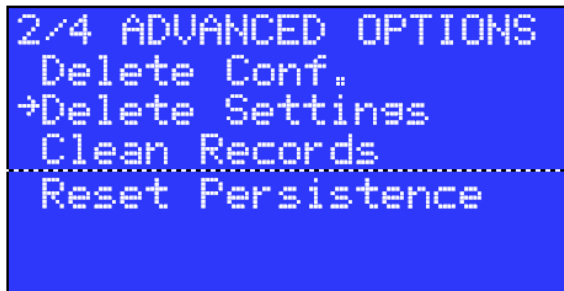 2/4 ADVANCED OPTIONS
Delete Conf.
→Delete Settings
Clean Records
Reset Persistence